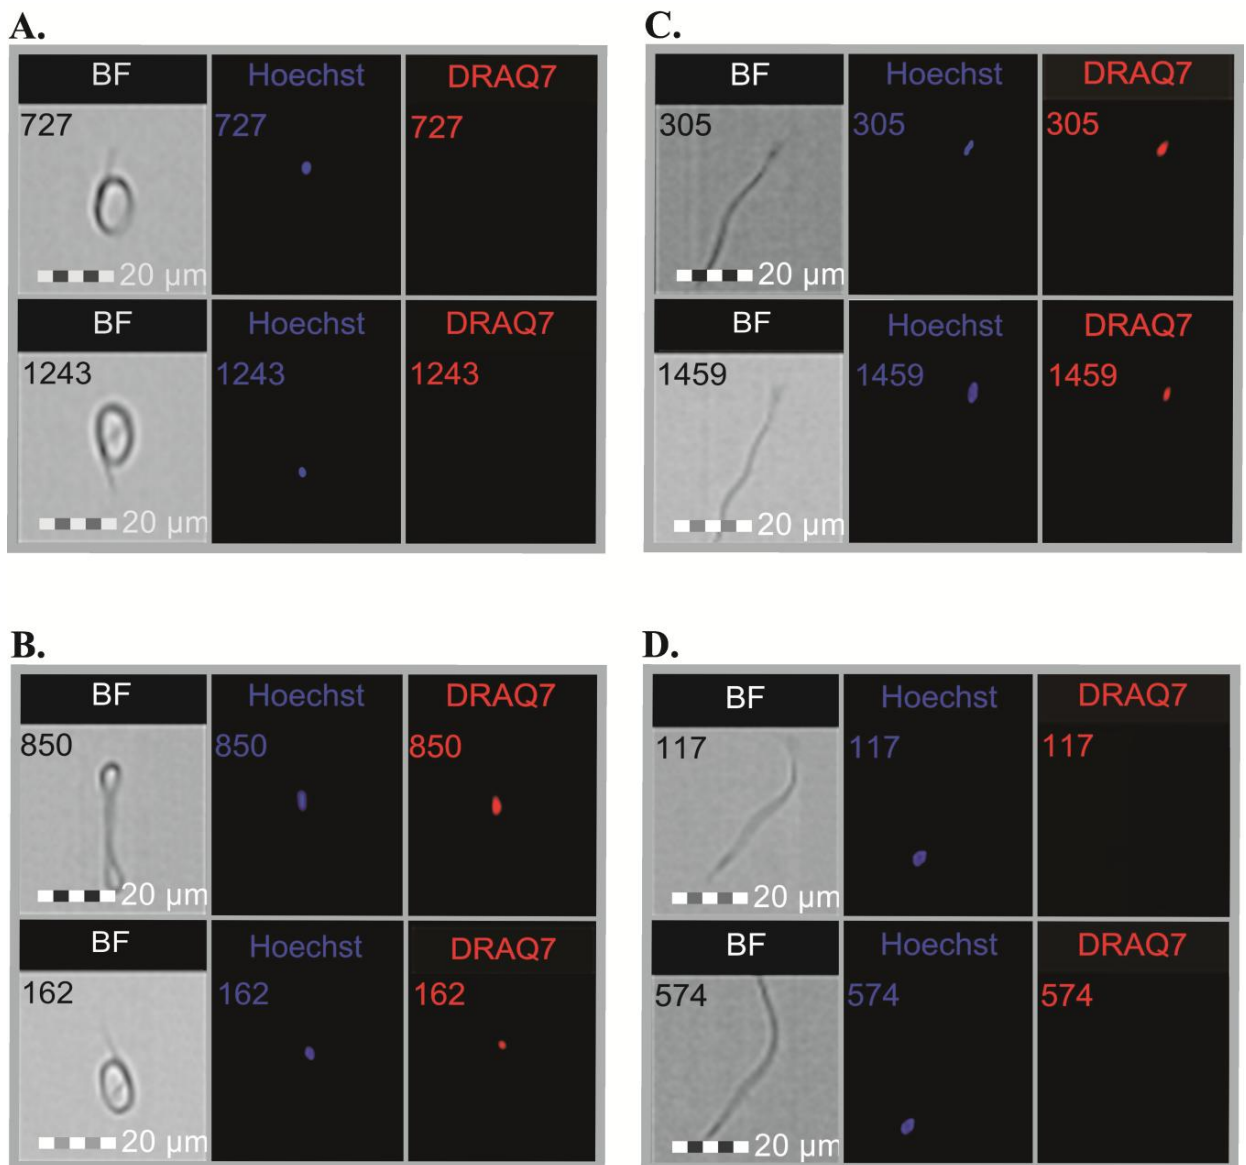 A.
BF Hoechst DRAQ7
727 727 727
20 µm
BF Hoechst DRAQ7
1243 1243 1243
20 µm
C.
BF Hoechst DRAQ7
305 305 305
20 µm
BF Hoechst DRAQ7
1459 1459 1459
20 µm
B.
BF Hoechst DRAQ7
850 850 850
20 µm
BF Hoechst DRAQ7
162 162 162
20 µm
D.
BF Hoechst DRAQ7
117 117 117
20 µm
BF Hoechst DRAQ7
574 574 574
20 µm